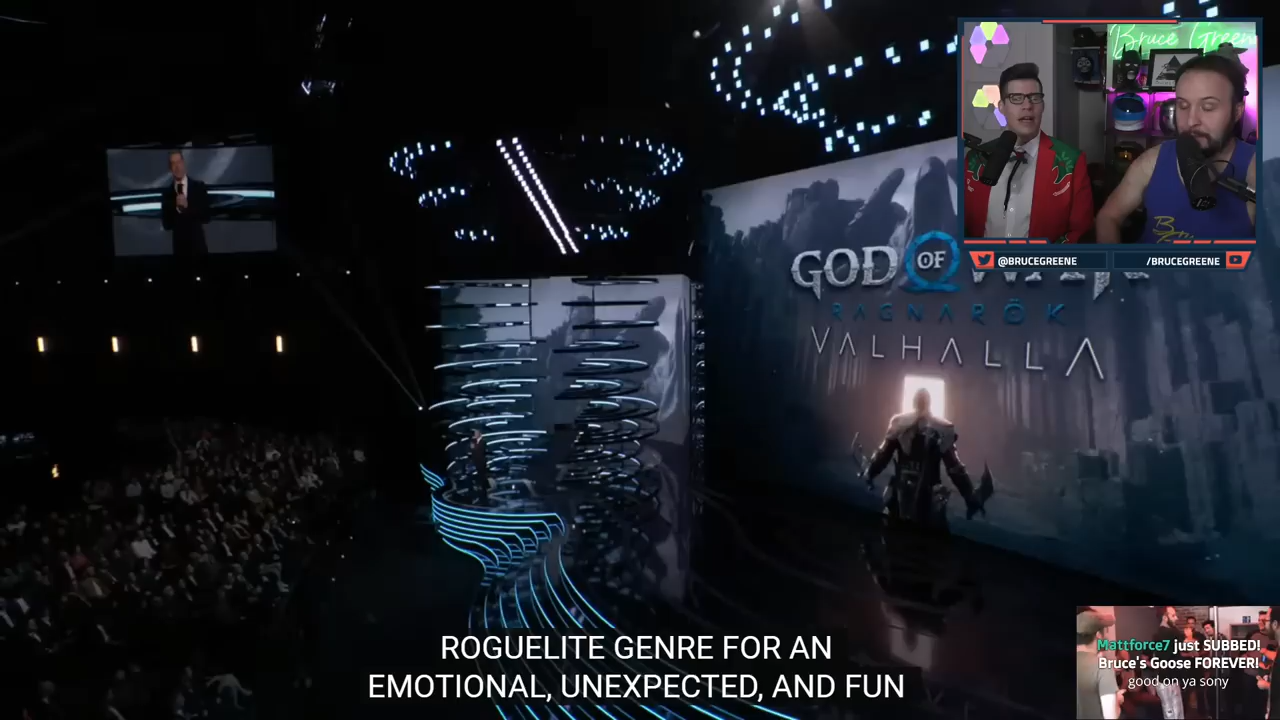 Bruce Greene
@BRUCEGREENE
/BRUCEGREENE
GOD OF WAR
RAGNARÖK
VALHALLA
Mattforce7 just SUBBED!
Bruce's Goose FOREVER!
good on ya sony
ROGUELITE GENRE FOR AN
EMOTIONAL, UNEXPECTED, AND FUN